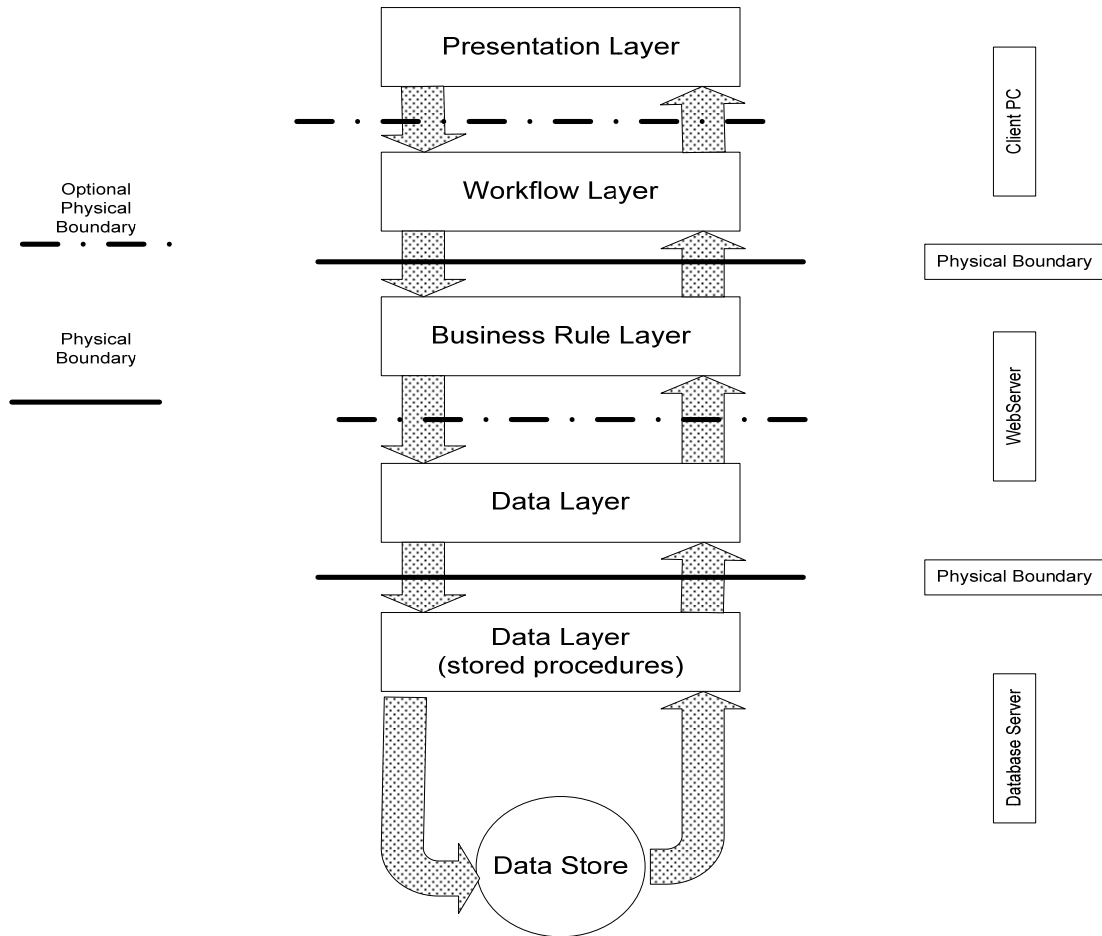 Presentation Layer
Workflow Layer
Business Rule Layer
Data Layer
Data Layer
(stored procedures)
Data Store
Optional
Physical
Boundary
Physical
Boundary
Client PC
Physical Boundary
WebServer
Physical Boundary
Database Server